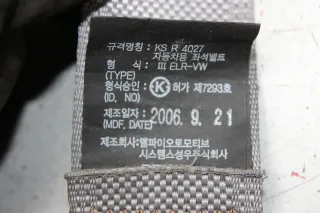 규격명칭 : KS R 4027
자동차용 좌석벨트
형 식 : III ELR-VW
(TYPE)
형식승인 : K 허가 제7293호
(ID. NO)
제조일자 : 2006. 9. 21
(MDF, DATE)
제조회사:엠파이오토모티브
시스템스성우주식회사